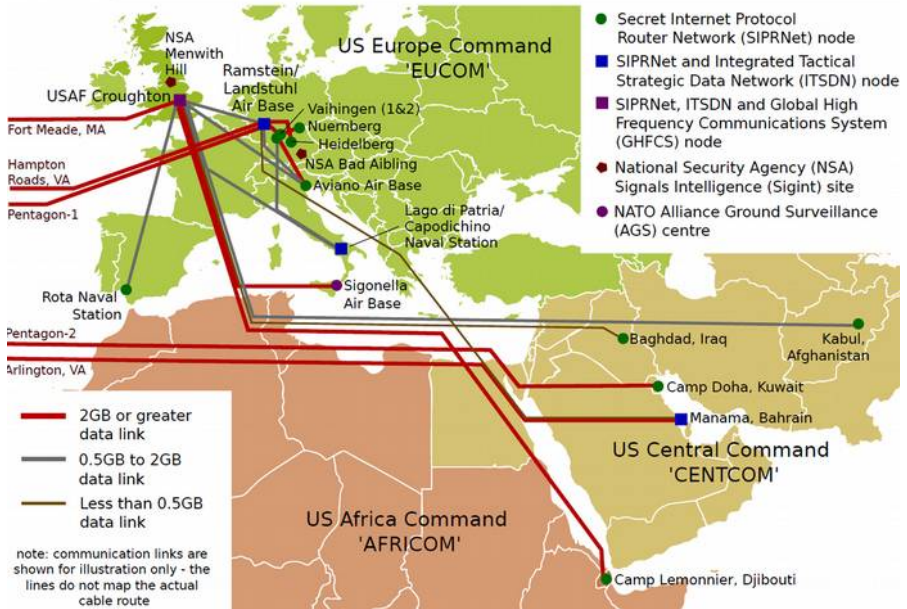 NSA
Menwith
Hill
US Europe Command
'EUCOM'
Ramstein/
Landstuhl
Air Base
USAF Croughton
Vaihingen (1&2)
Nuernberg
Heidelberg
NSA Bad Aibling
Aviano Air Base
Fort Meade, MA
Hampton
Roads, VA
Pentagon-1
Lago di Patria/
Capodichino
Naval Station
Rota Naval
Station
Sigonella
Air Base
Pentagon-2
Arlington, VA
Baghdad, Iraq
Kabul,
Afghanistan
Camp Doha, Kuwait
Manama, Bahrain
US Central Command
'CENTCOM'
US Africa Command
'AFRICOM'
Camp Lemonnier, Djibouti
Secret Internet Protocol
Router Network (SIPRNet) node
SIPRNet and Integrated Tactical
Strategic Data Network (ITSDN) node
SIPRNet, ITSDN and Global High
Frequency Communications System
(GHFCS) node
National Security Agency (NSA)
Signals Intelligence (Sigint) site
NATO Alliance Ground Surveillance
(AGS) centre
2GB or greater
data link
0.5GB to 2GB
data link
Less than 0.5GB
data link
note: communication links are
shown for illustration only - the
lines do not map the actual
cable route